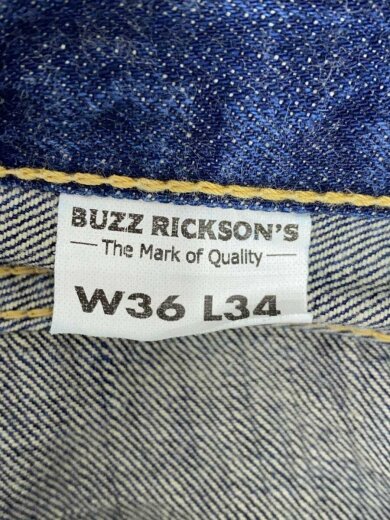 BUZZ RICKSON'S
The Mark of Quality
W36 L34